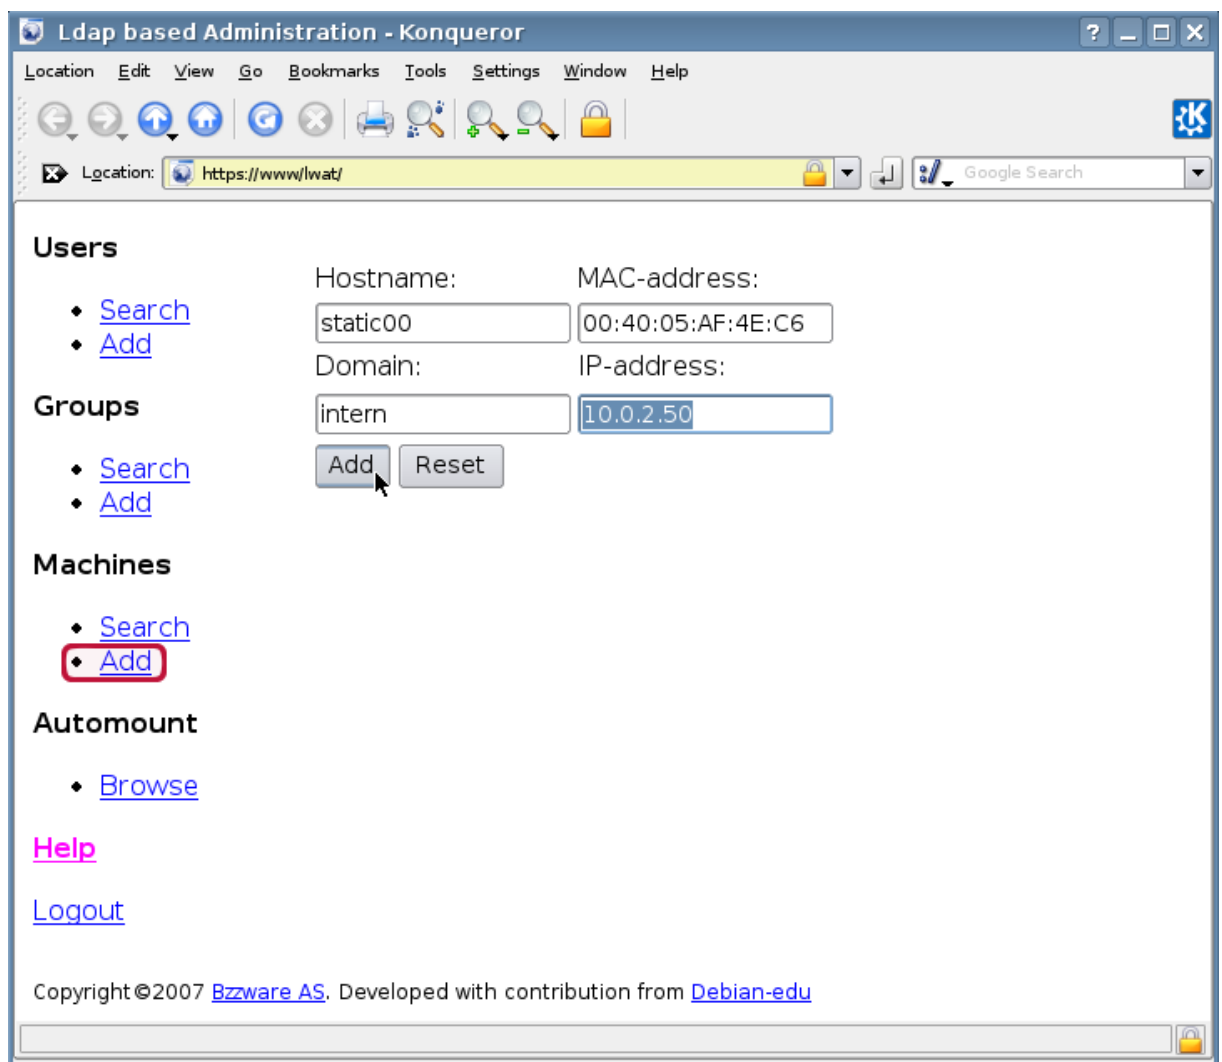 Ldap based Administration - Konqueror
Location Edit View Go Bookmarks Tools Settings Window Help
Location: https://www/lwat/ Google Search
Users
Search
Add
Groups
Search
Add
Machines
Search
Add
Automount
Browse
Help
Logout
Hostname: MAC-address:
static00 00:40:05:AF:4E:C6
Domain: IP-address:
intern 10.0.2.50
Add Reset
Copyright©2007 Bzzware AS. Developed with contribution from Debian-edu